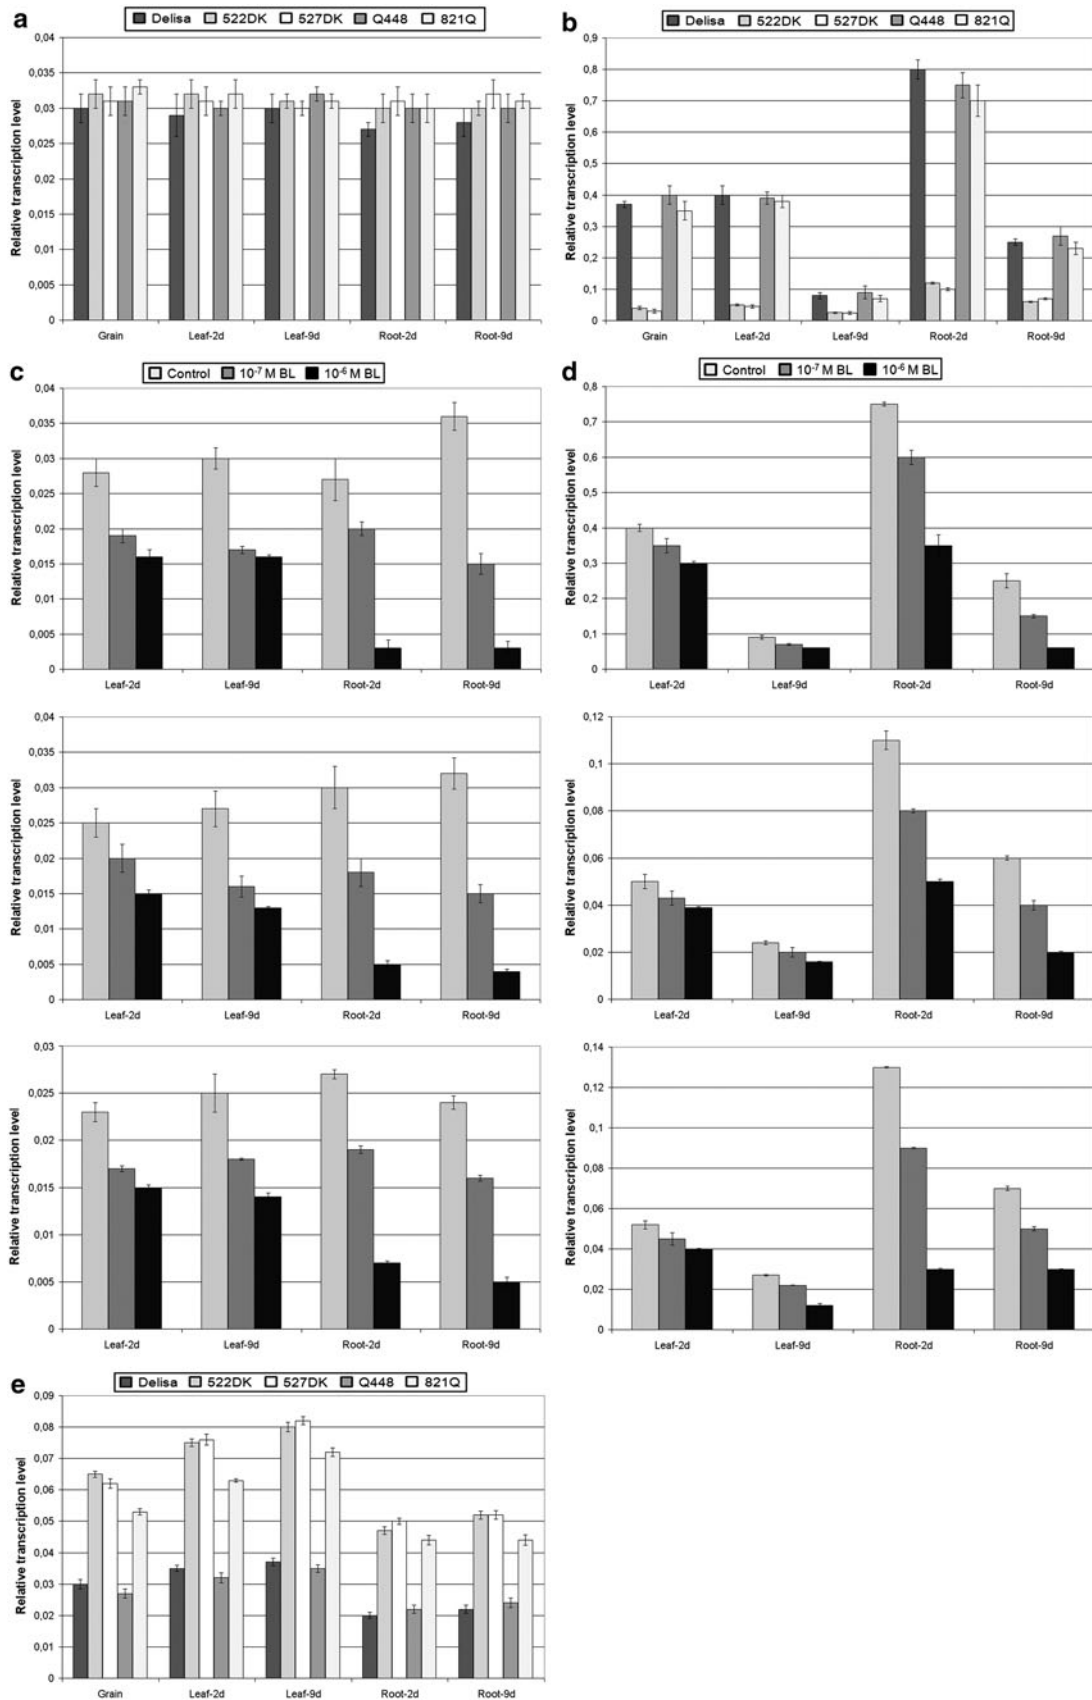 a
Delisa 522DK 527DK Q448 821Q
Relative transcription level
0,04
0,035
0,03
0,025
0,02
0,015
0,01
0,005
0
Grain Leaf-2d Leaf-9d Root-2d Root-9d
b
Delisa 522DK 527DK Q448 821Q
Relative transcription level
0,9
0,8
0,7
0,6
0,5
0,4
0,3
0,2
0,1
0
Grain Leaf-2d Leaf-9d Root-2d Root-9d
c
Control 10⁻⁷ M BL 10⁻⁶ M BL
Relative transcription level
0,04
0,035
0,03
0,025
0,02
0,015
0,01
0,005
0
Leaf-2d Leaf-9d Root-2d Root-9d
d
Control 10⁻⁷ M BL 10⁻⁶ M BL
Relative transcription level
0,8
0,7
0,6
0,5
0,4
0,3
0,2
0,1
0
Leaf-2d Leaf-9d Root-2d Root-9d
Relative transcription level
0,04
0,035
0,03
0,025
0,02
0,015
0,01
0,005
0
Leaf-2d Leaf-9d Root-2d Root-9d
Relative transcription level
0,12
0,1
0,08
0,06
0,04
0,02
0
Leaf-2d Leaf-9d Root-2d Root-9d
Relative transcription level
0,03
0,025
0,02
0,015
0,01
0,005
0
Leaf-2d Leaf-9d Root-2d Root-9d
Relative transcription level
0,14
0,12
0,1
0,08
0,06
0,04
0,02
0
Leaf-2d Leaf-9d Root-2d Root-9d
e
Delisa 522DK 527DK Q448 821Q
Relative transcription level
0,09
0,08
0,07
0,06
0,05
0,04
0,03
0,02
0,01
0
Grain Leaf-2d Leaf-9d Root-2d Root-9d